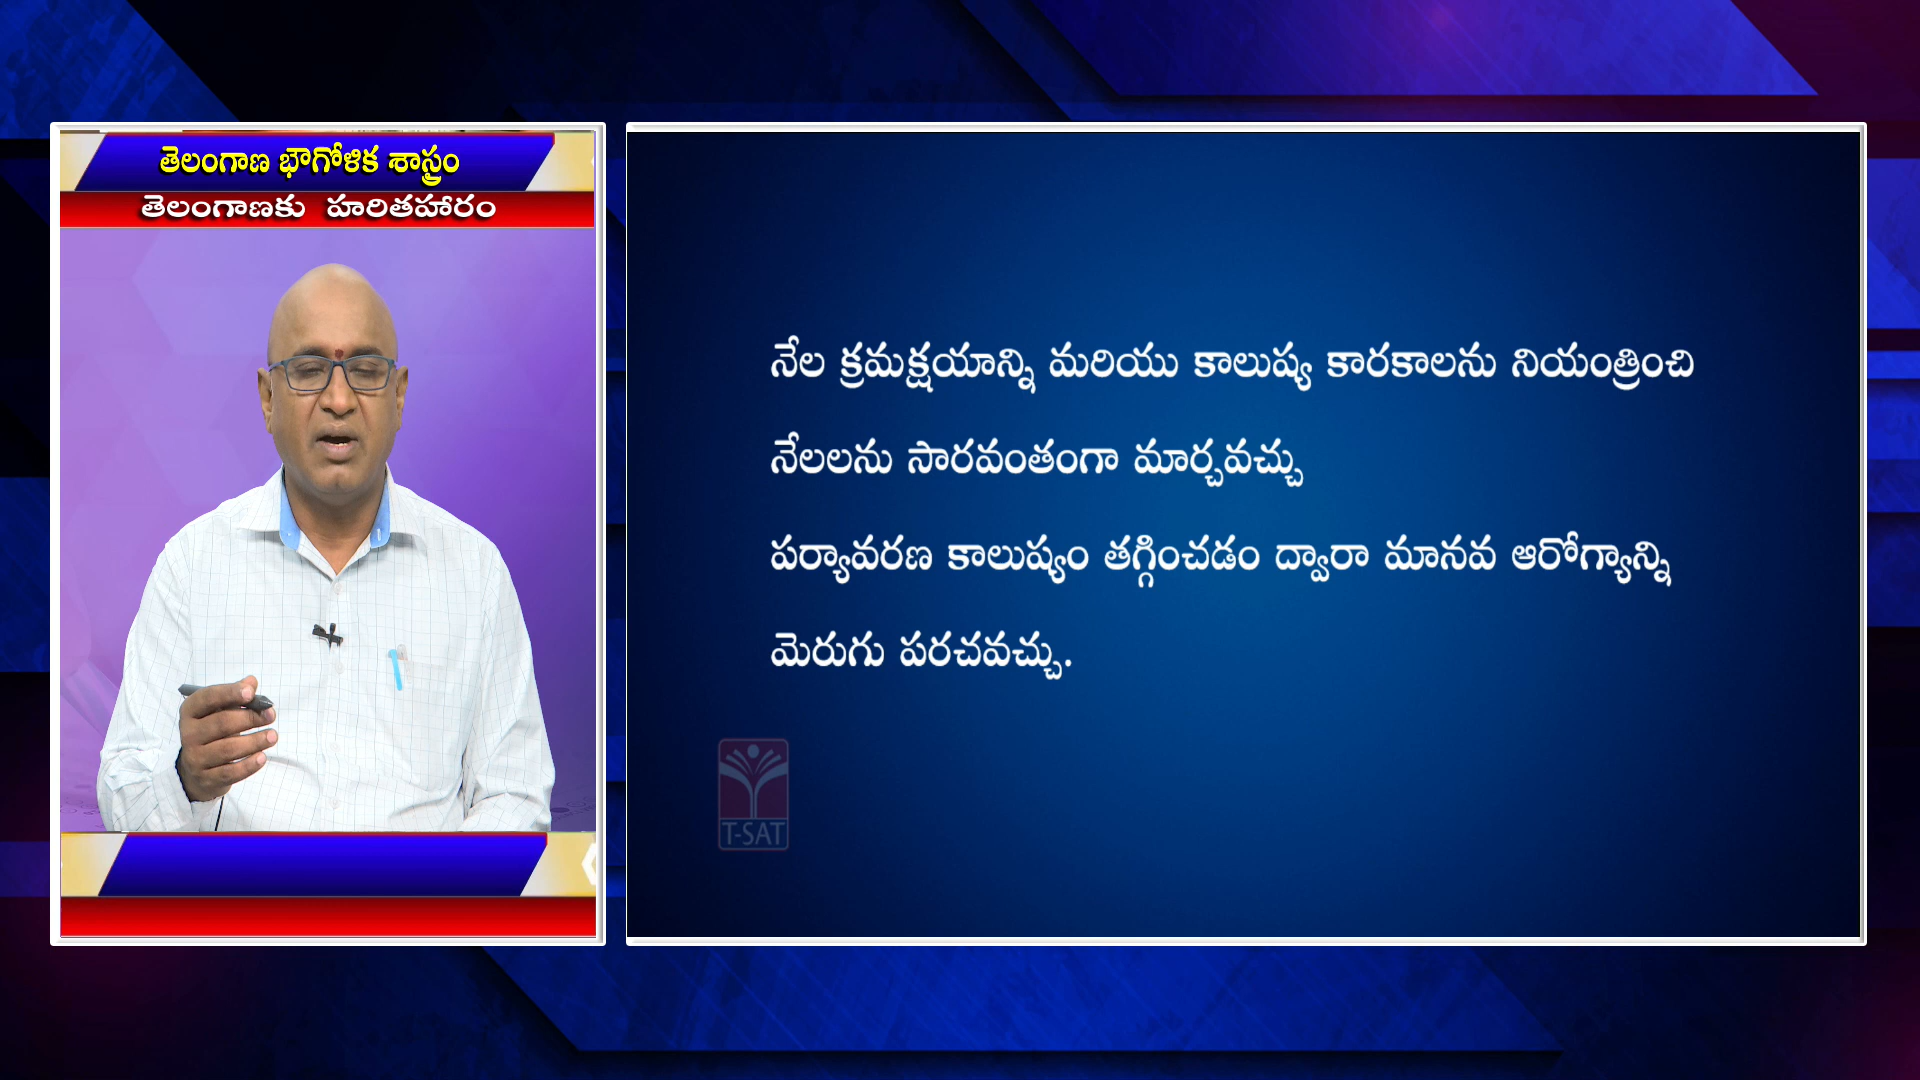 తెలంగాణ భౌగోళిక శాస్త్రం
తెలంగాణకు హరితహారం
నేల క్రమక్షయాన్ని మరియు కాలుష్య కారకాలను నియంత్రించి
నేలలను సారవంతంగా మార్చవచ్చు
పర్యావరణ కాలుష్యం తగ్గించడం ద్వారా మానవ ఆరోగ్యాన్ని
మెరుగు పరచవచ్చు.
T-SAT